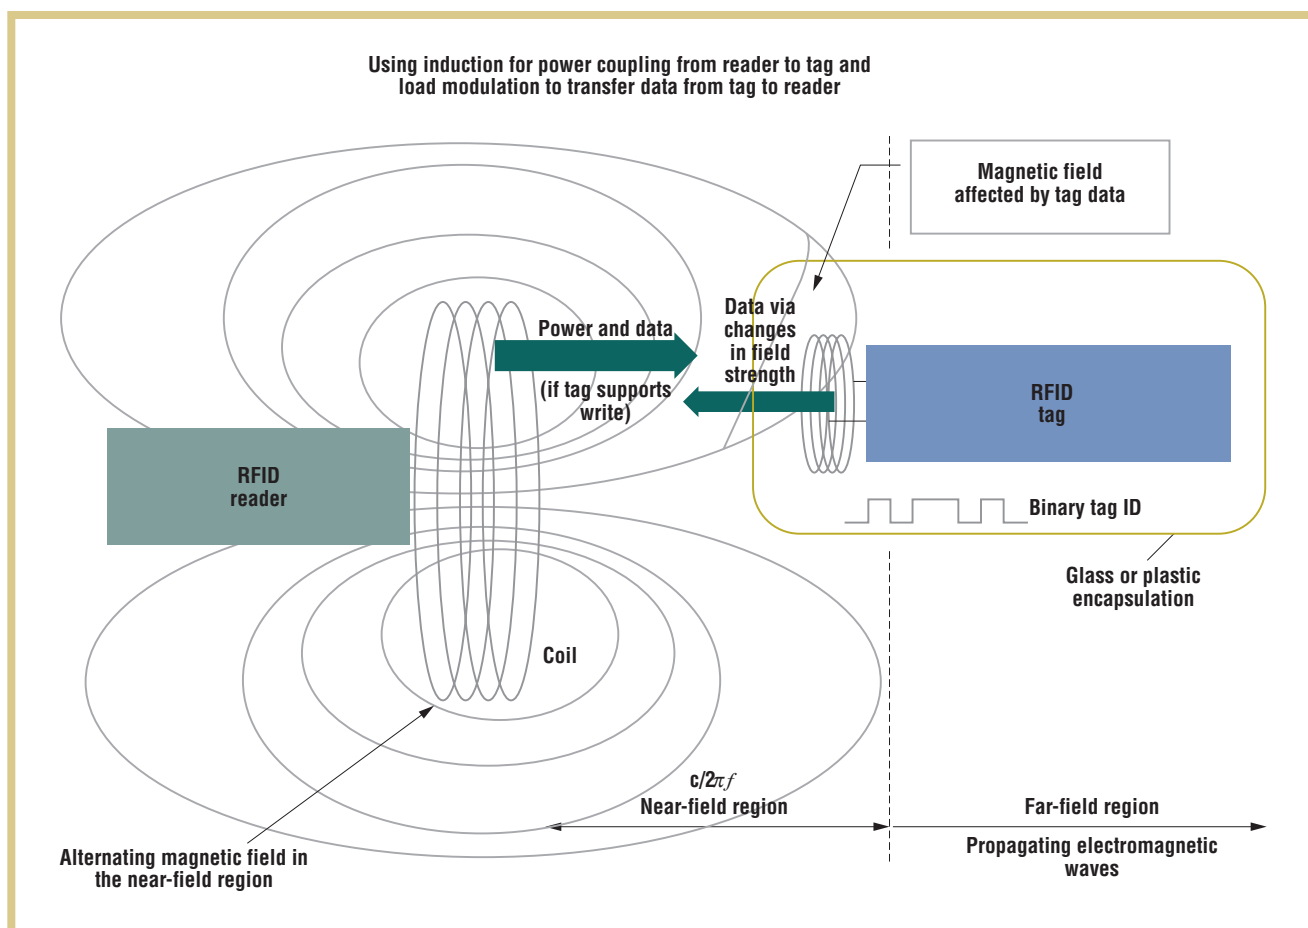 Using induction for power coupling from reader to tag and
load modulation to transfer data from tag to reader
Magnetic field
affected by tag data
Data via
changes
in field
strength
Power and data
(if tag supports
write)
RFID
tag
RFID
reader
Binary tag ID
Glass or plastic
encapsulation
Coil
c/2πf
Near-field region
Far-field region
Propagating electromagnetic
waves
Alternating magnetic field in
the near-field region